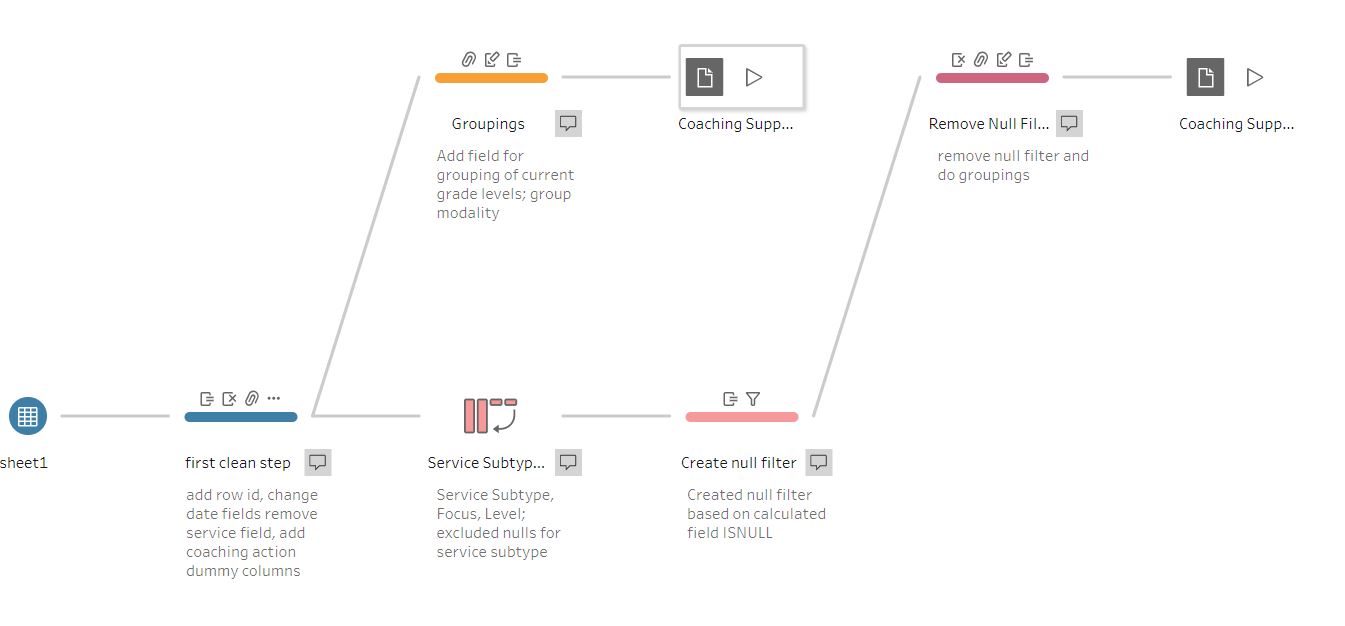 Groupings
Add field for
grouping of current
grade levels; group
modality
Coaching Supp...
Remove Null Fil...
remove null filter and
do groupings
Coaching Supp...
sheet1
first clean step
add row id, change
date fields remove
service field, add
coaching action
dummy columns
Service Subtyp...
Service Subtype,
Focus, Level;
excluded nulls for
service subtype
Create null filter
Created null filter
based on calculated
field ISNULL